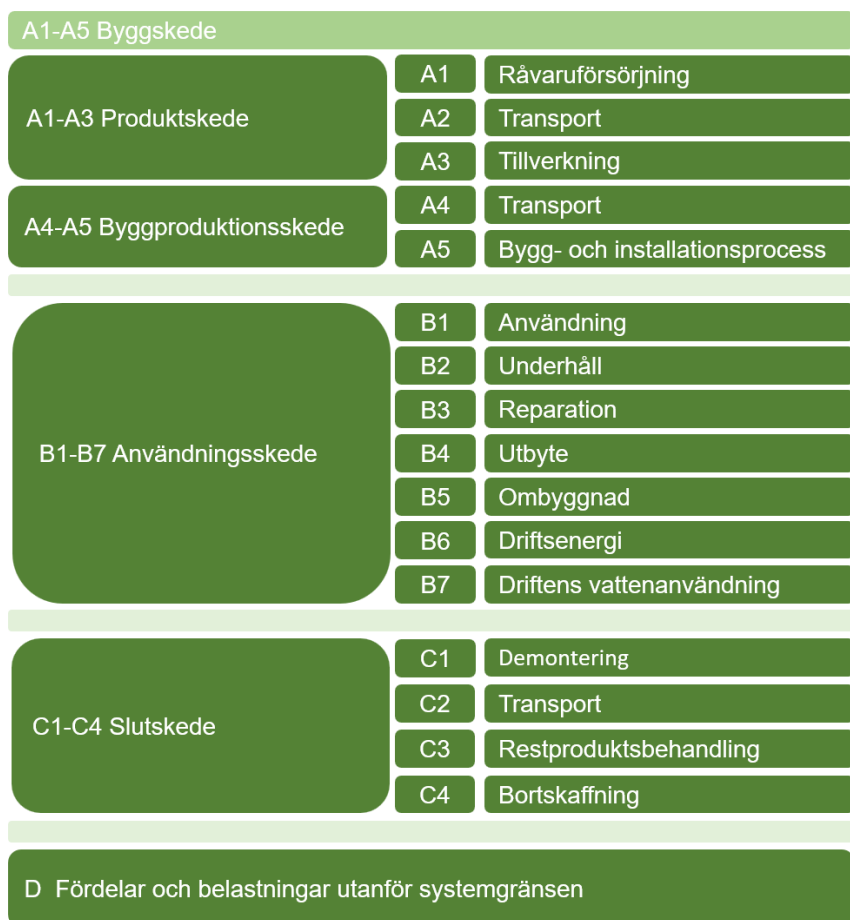 A1-A5 Byggskede
A1-A3 Produktskede
A1 Råvaruförsörjning
A2 Transport
A3 Tillverkning
A4-A5 Byggproduktionsskede
A4 Transport
A5 Bygg- och installationsprocess
B1-B7 Användningsskede
B1 Användning
B2 Underhåll
B3 Reparation
B4 Utbyte
B5 Ombyggnad
B6 Driftsenergi
B7 Driftens vattenanvändning
C1-C4 Slutskede
C1 Demontering
C2 Transport
C3 Restproduktsbehandling
C4 Bortskaffning
D Fördelar och belastningar utanför systemgränsen